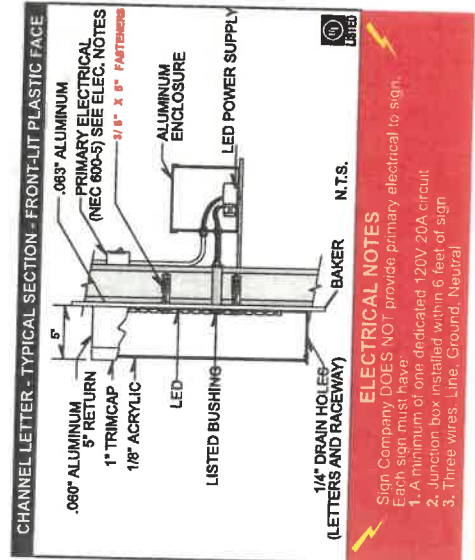 CHANNEL LETTER - TYPICAL SECTION - FRONT-LIT PLASTIC FACE
5"
.060" ALUMINUM
5" RETURN
1" TRIMCAP
1/8" ACRYLIC
LED
LISTED BUSHING
1/4" DRAIN HOLES
(LETTERS AND RACEWAY)
.063" ALUMINUM
PRIMARY ELECTRICAL
(NEC 600-5) SEE ELEC. NOTES
3/8" X 5" FASTENERS
ALUMINUM
ENCLOSURE
LED POWER SUPPLY
BAKER
N.T.S.
UL
LISTED
ELECTRICAL NOTES
Sign Company DOES NOT provide primary electrical to sign.
Each sign must have:
1. A minimum of one dedicated 120V 20A circuit
2. Junction box installed within 6 feet of sign
3. Three wires: Line, Ground, Neutral